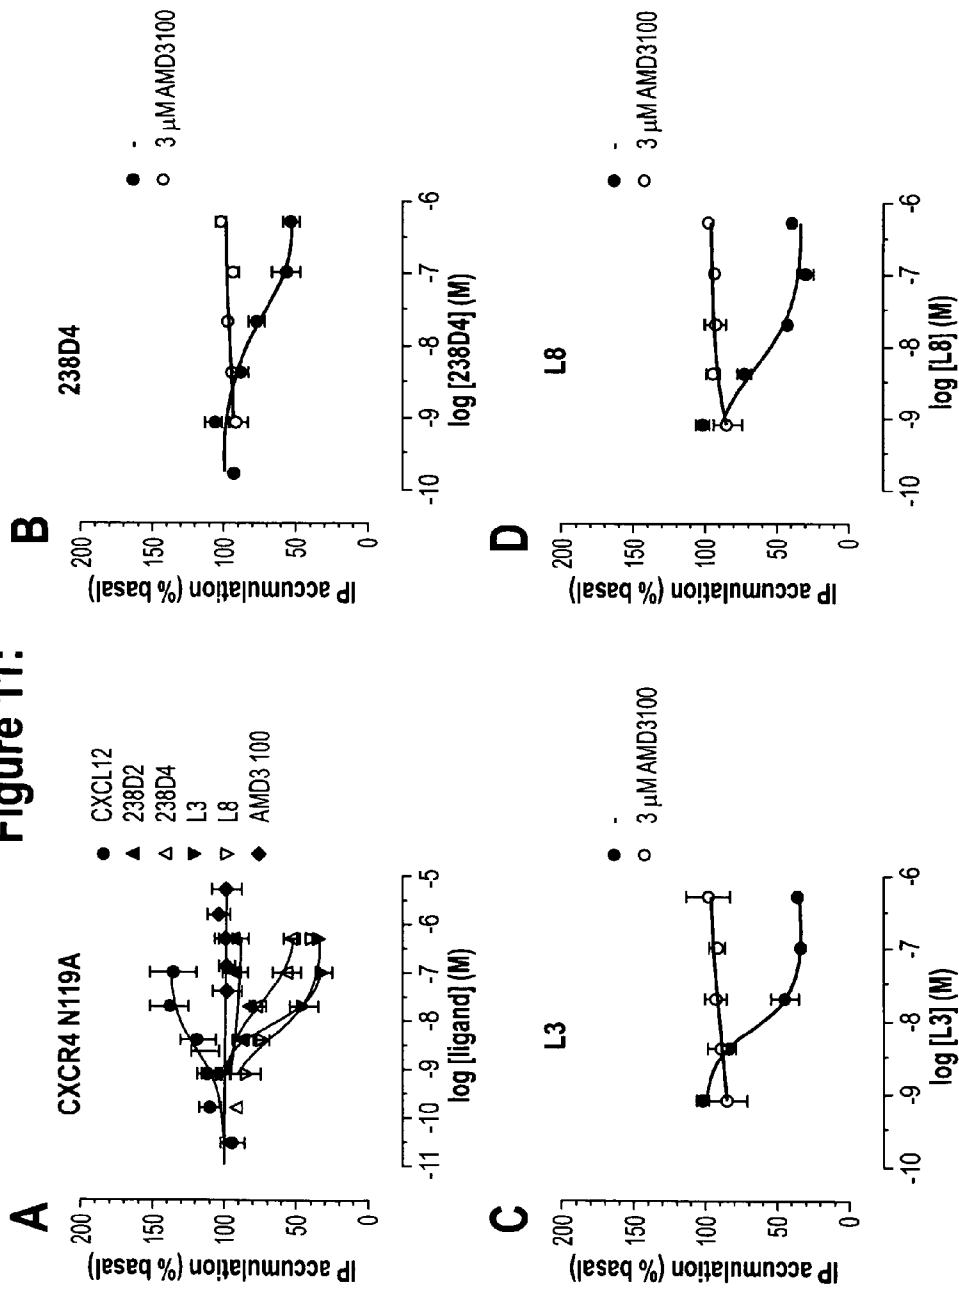 Figure 11:
A
CXCR4 N119A
IP accumulation (% basal)
200
150
100
50
0
-11
-10
-9
-8
-7
-6
-5
log [ligand] (M)
CXCL12
238D2
238D4
L3
L8
AMD3 100
B
238D4
IP accumulation (% basal)
200
150
100
50
0
-10
-9
-8
-7
-6
log [238D4] (M)
-
3 µM AMD3100
C
L3
IP accumulation (% basal)
200
150
100
50
0
-10
-9
-8
-7
-6
log [L3] (M)
-
3 µM AMD3100
D
L8
IP accumulation (% basal)
200
150
100
50
0
-10
-9
-8
-7
-6
log [L8] (M)
-
3 µM AMD3100